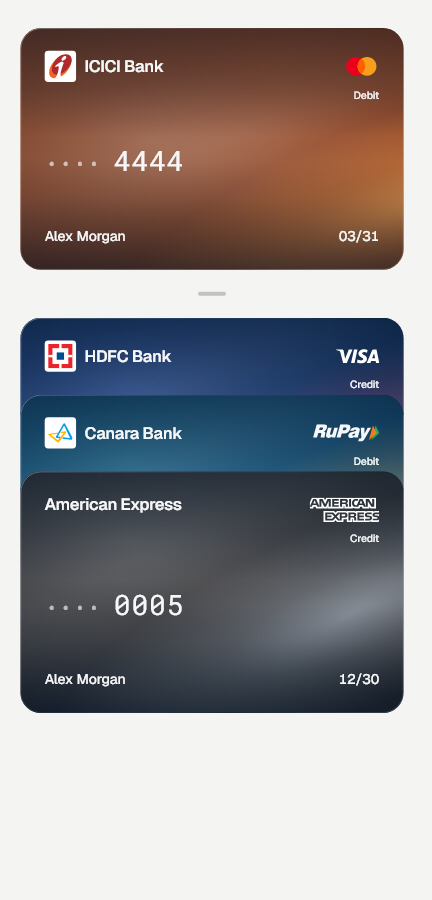 ICICI Bank
Debit
•••• 4444
Alex Morgan 03/31
HDFC Bank VISA
Credit
Canara Bank RuPay
Debit
American Express AMERICAN
EXPRESS
Credit
•••• 0005
Alex Morgan 12/30